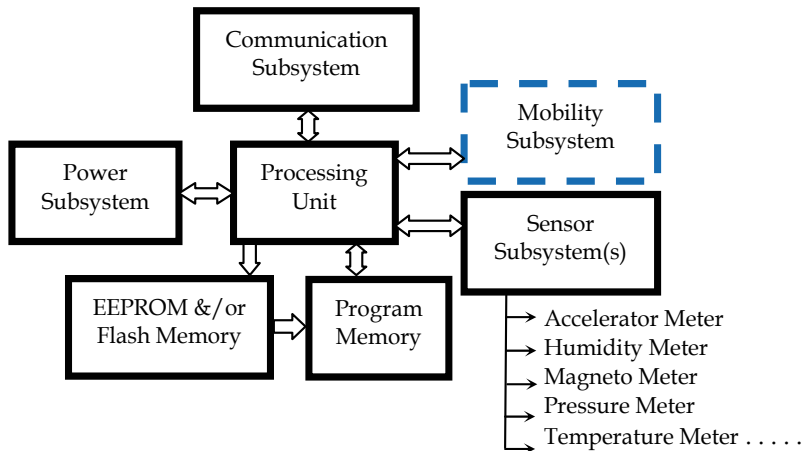 Communication
Subsystem
Mobility
Subsystem
Power
Subsystem
Processing
Unit
Sensor
Subsystem(s)
EEPROM &/or
Flash Memory
Program
Memory
Accelerator Meter
Humidity Meter
Magneto Meter
Pressure Meter
Temperature Meter . . . . .